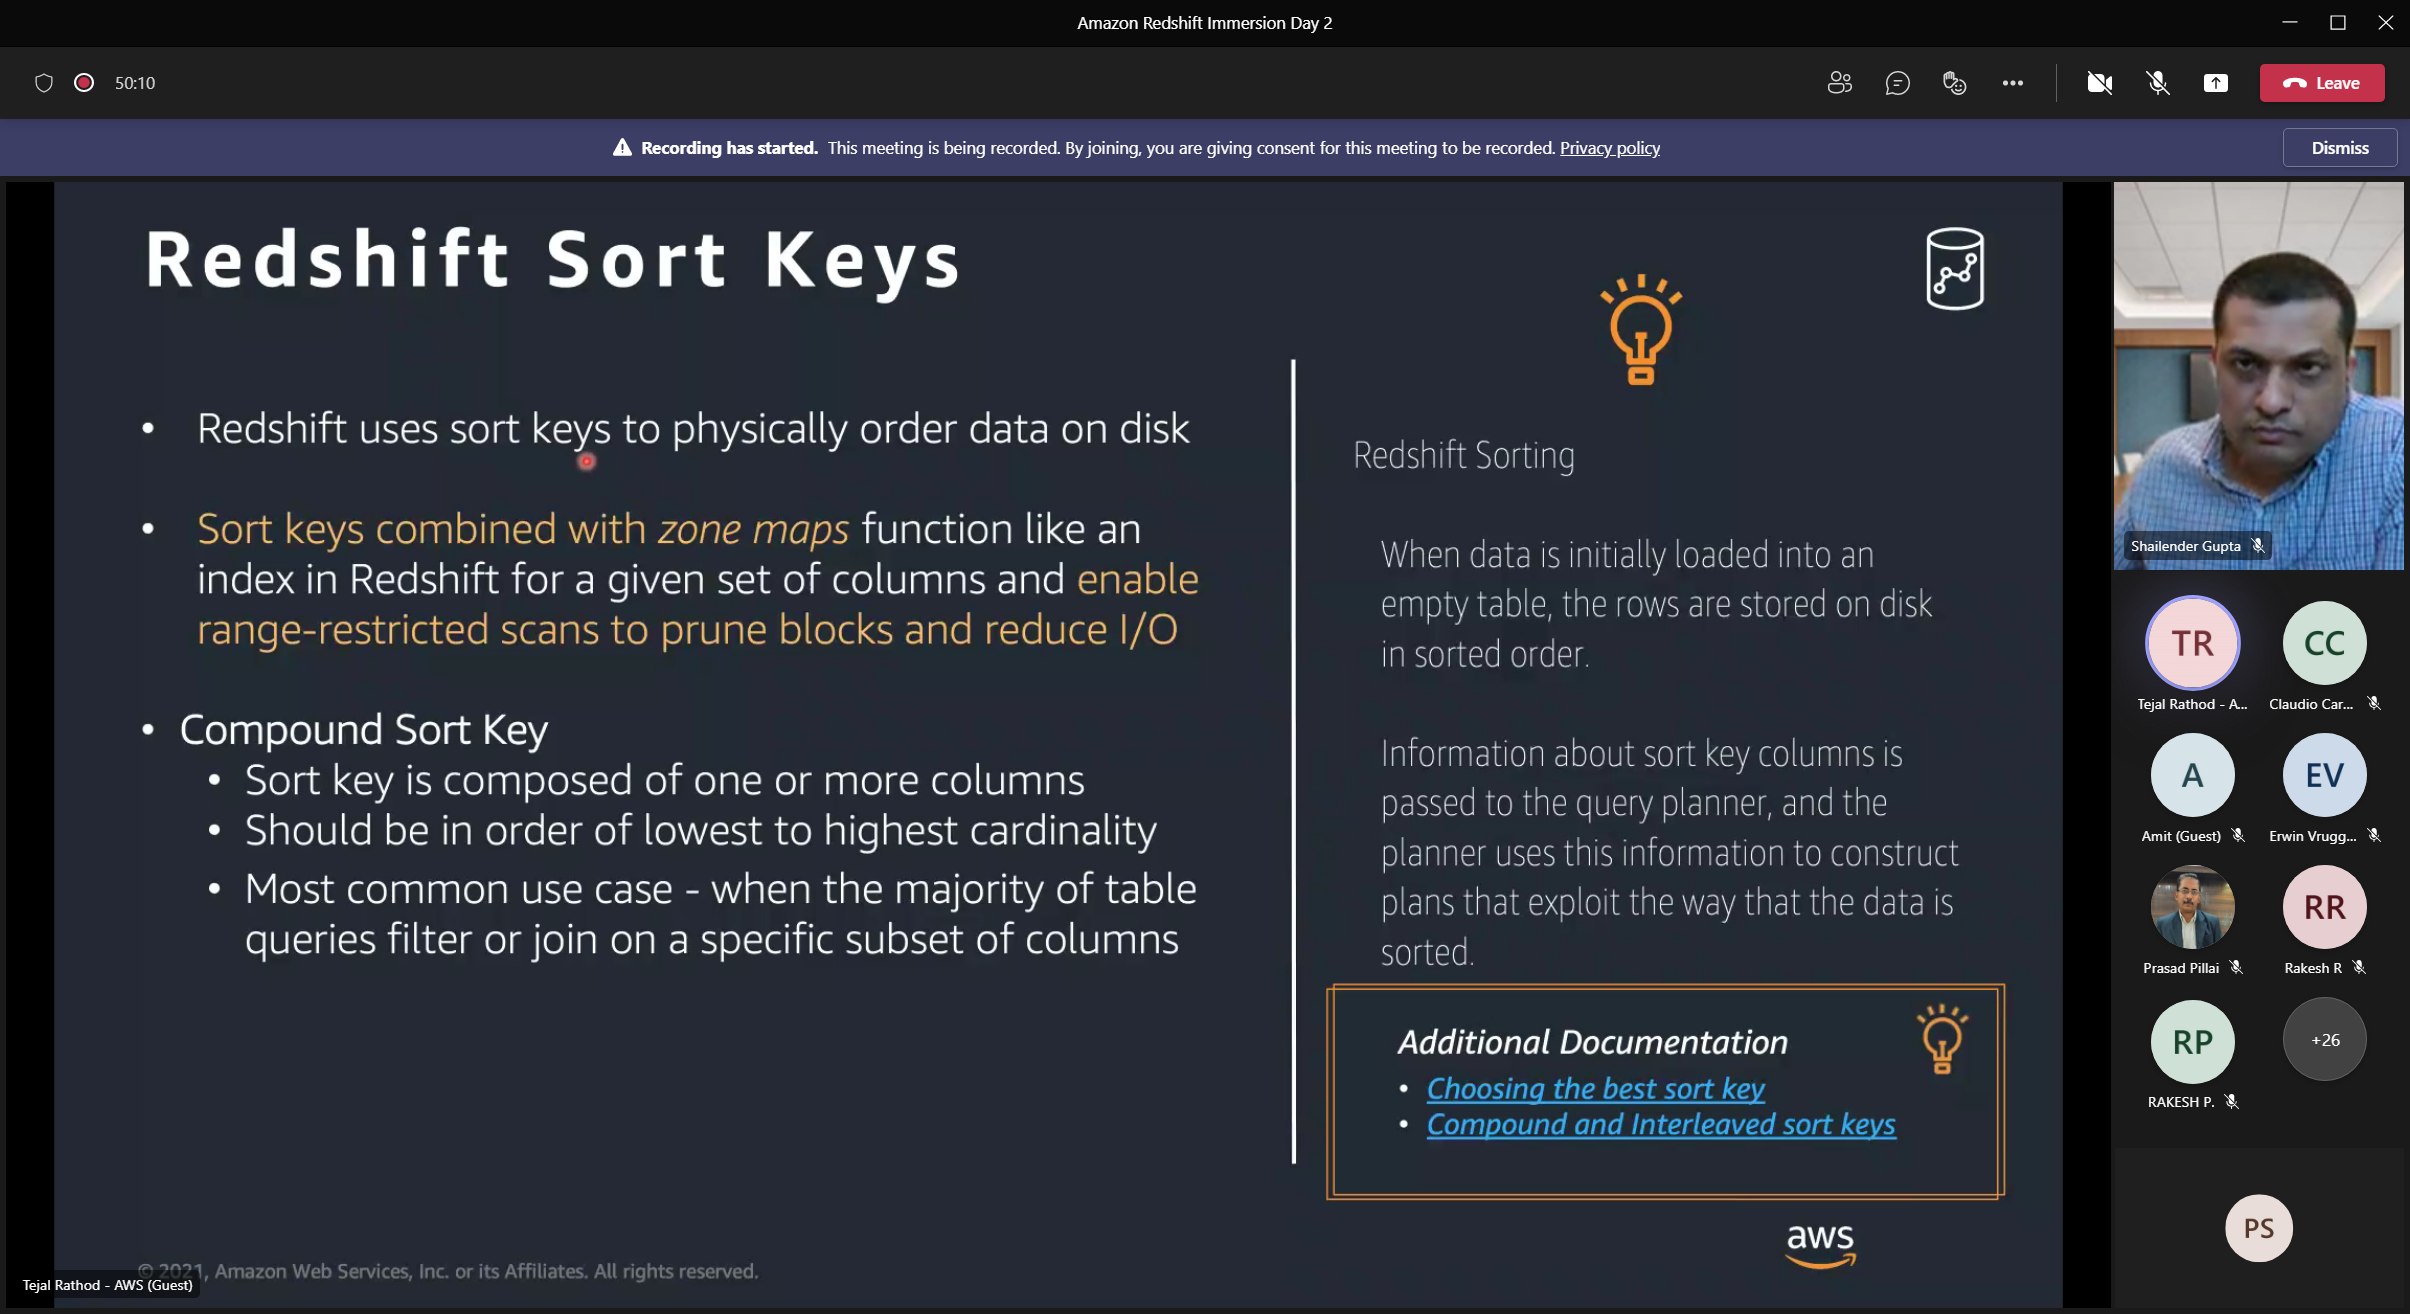 Amazon Redshift Immersion Day 2
50:10
Leave
Recording has started. This meeting is being recorded. By joining, you are giving consent for this meeting to be recorded. Privacy policy
Dismiss
Redshift Sort Keys
• Redshift uses sort keys to physically order data on disk
• Sort keys combined with zone maps function like an
index in Redshift for a given set of columns and enable
range-restricted scans to prune blocks and reduce I/O
• Compound Sort Key
• Sort key is composed of one or more columns
• Should be in order of lowest to highest cardinality
• Most common use case - when the majority of table
queries filter or join on a specific subset of columns
Redshift Sorting
When data is initially loaded into an
empty table, the rows are stored on disk
in sorted order.
Information about sort key columns is
passed to the query planner, and the
planner uses this information to construct
plans that exploit the way that the data is
sorted.
Additional Documentation
• Choosing the best sort key
• Compound and Interleaved sort keys
aws
© 2021, Amazon Web Services, Inc. or its Affiliates. All rights reserved.
Tejal Rathod - AWS (Guest)
Shailender Gupta
TR
CC
Tejal Rathod - A...
Claudio Car...
A
EV
Amit (Guest)
Erwin Vrugg...
RR
Prasad Pillai
Rakesh R
RP
+26
RAKESH P.
PS